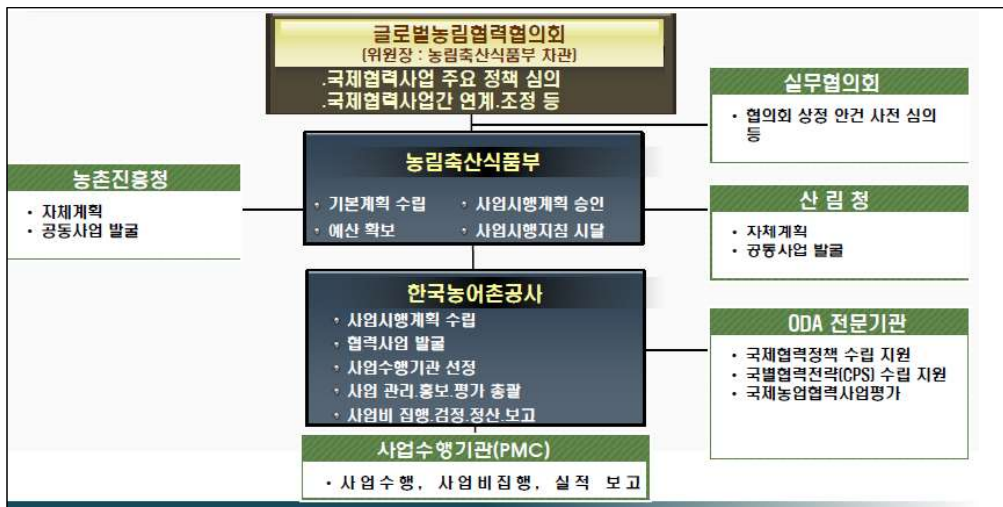 글로벌농림협력협의회
(위원장 : 농림축산식품부 차관)
.국제협력사업 주요 정책 심의
.국제협력사업간 연계.조정 등
실무협의회
• 협의회 상정 안건 사전 심의
등
농림축산식품부
• 기본계획 수립 • 사업시행계획 승인
• 예산 확보 • 사업시행지침 시달
농촌진흥청
• 자체계획
• 공동사업 발굴
산 림 청
• 자체계획
• 공동사업 발굴
한국농어촌공사
• 사업시행계획 수립
• 협력사업 발굴
• 사업수행기관 선정
• 사업 관리.홍보.평가 총괄
• 사업비 집행.검정.정산.보고
ODA 전문기관
• 국제협력정책 수립 지원
• 국별협력전략(CPS) 수립 지원
• 국제농업협력사업평가
사업수행기관(PMC)
• 사업수행, 사업비집행, 실적 보고